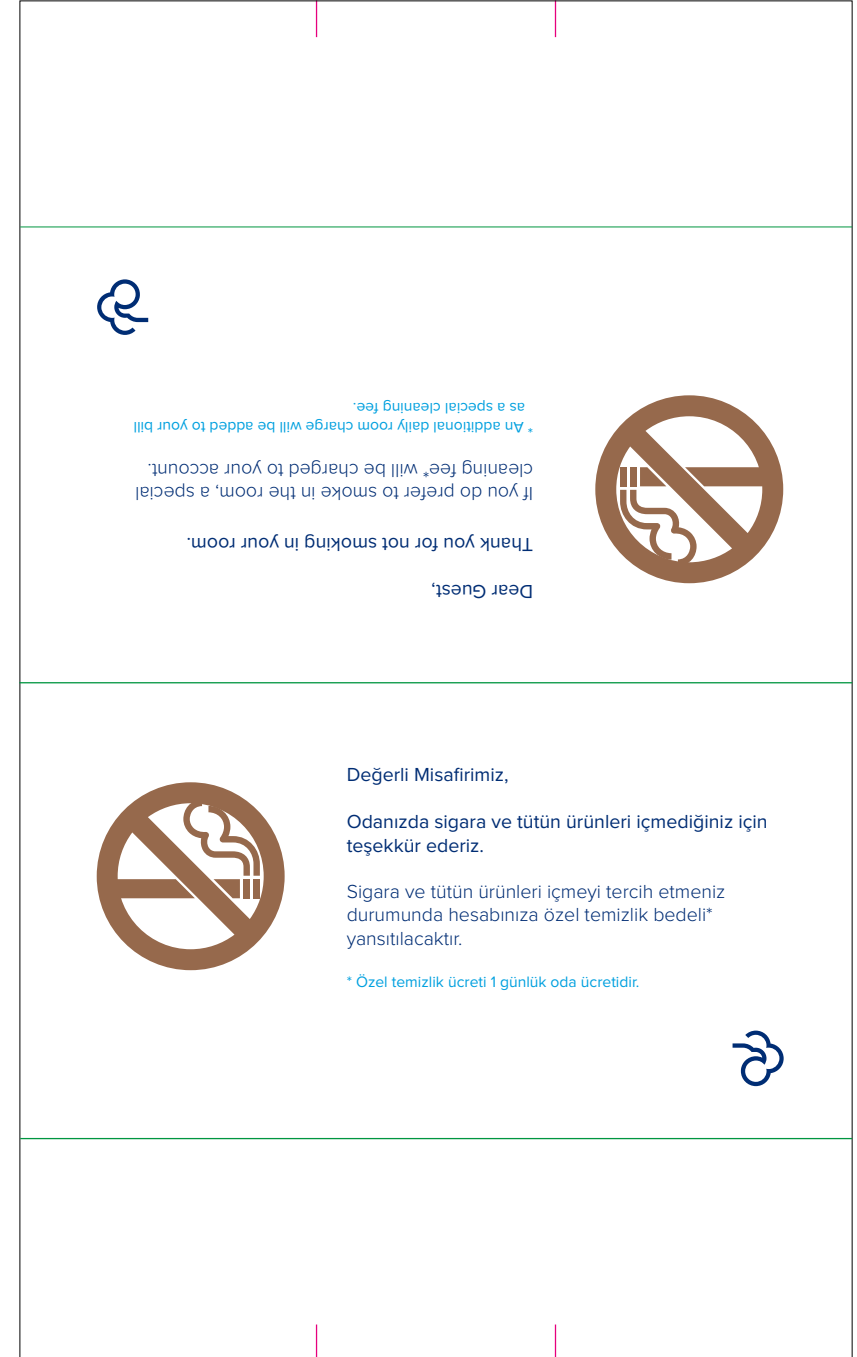 Dear Guest,
Thank you for not smoking in your room.
If you do prefer to smoke in the room, a special
cleaning fee* will be charged to your account.
* An additional daily room charge will be added to your bill
as a special cleaning fee.
Değerli Misafirimiz,
Odanızda sigara ve tütün ürünleri içmediğiniz için
teşekkür ederiz.
Sigara ve tütün ürünleri içmeyi tercih etmeniz
durumunda hesabınıza özel temizlik bedeli*
yansıtılacaktır.
* Özel temizlik ücreti 1 günlük oda ücretidir.